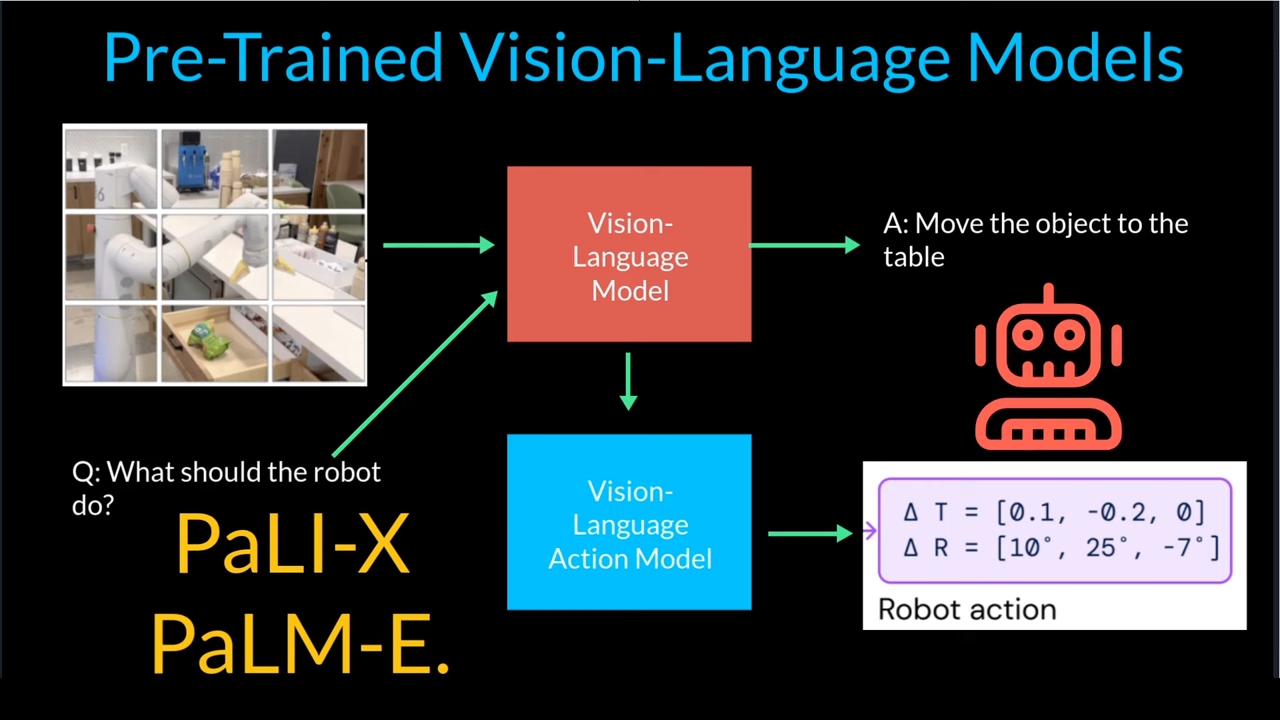 Pre-Trained Vision-Language Models
6
Vision-
Language
Model
A: Move the object to the
table
Q: What should the robot
do?
PaLI-X
PaLM-E.
Vision-
Language
Action Model
Δ T = [0.1, -0.2, 0]
Δ R = [10°, 25°, -7°]
Robot action